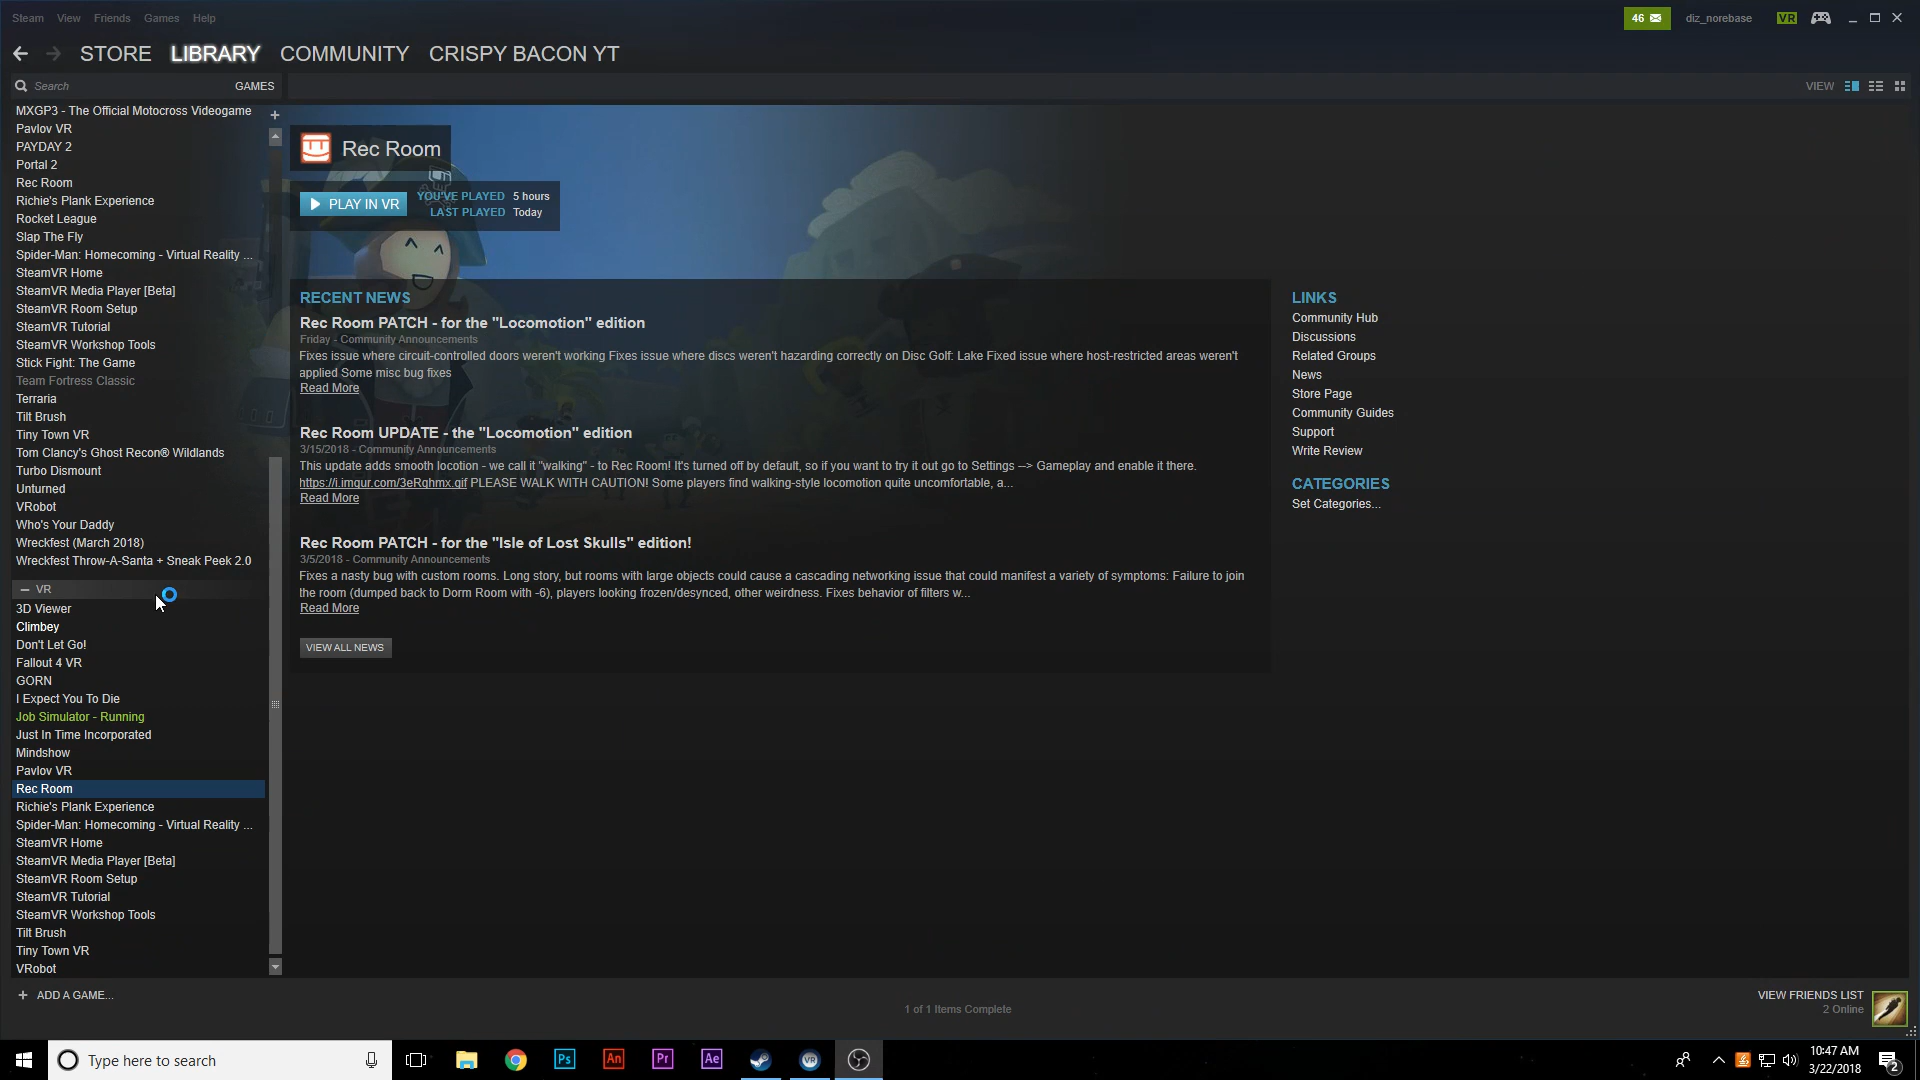 Steam View Friends Games Help
46 diz_norebase VR
STORE LIBRARY COMMUNITY CRISPY BACON YT
Search GAMES VIEW
MXGP3 - The Official Motocross Videogame
Pavlov VR
PAYDAY 2
Portal 2
Rec Room
Richie's Plank Experience
Rocket League
Slap The Fly
Spider-Man: Homecoming - Virtual Reality ...
SteamVR Home
SteamVR Media Player [Beta]
SteamVR Room Setup
SteamVR Tutorial
SteamVR Workshop Tools
Stick Fight: The Game
Team Fortress Classic
Terraria
Tilt Brush
Tiny Town VR
Tom Clancy's Ghost Recon® Wildlands
Turbo Dismount
Unturned
VRobot
Who's Your Daddy
Wreckfest (March 2018)
Wreckfest Throw-A-Santa + Sneak Peek 2.0
– VR
3D Viewer
Climbey
Don't Let Go!
Fallout 4 VR
GORN
I Expect You To Die
Job Simulator - Running
Just In Time Incorporated
Mindshow
Pavlov VR
Rec Room
Richie's Plank Experience
Spider-Man: Homecoming - Virtual Reality ...
SteamVR Home
SteamVR Media Player [Beta]
SteamVR Room Setup
SteamVR Tutorial
SteamVR Workshop Tools
Tilt Brush
Tiny Town VR
VRobot
+ ADD A GAME...
Rec Room
PLAY IN VR
YOU'VE PLAYED 5 hours
LAST PLAYED Today
RECENT NEWS
Rec Room PATCH - for the "Locomotion" edition
Friday - Community Announcements
Fixes issue where circuit-controlled doors weren't working Fixes issue where discs weren't hazarding correctly on Disc Golf: Lake Fixed issue where host-restricted areas weren't
applied Some misc bug fixes
Read More
Rec Room UPDATE - the "Locomotion" edition
3/15/2018 - Community Announcements
This update adds smooth locotion - we call it "walking" - to Rec Room! It's turned off by default, so if you want to try it out go to Settings --> Gameplay and enable it there.
https://i.imgur.com/3eRqhmx.gif PLEASE WALK WITH CAUTION! Some players find walking-style locomotion quite uncomfortable, a...
Read More
Rec Room PATCH - for the "Isle of Lost Skulls" edition!
3/5/2018 - Community Announcements
Fixes a nasty bug with custom rooms. Long story, but rooms with large objects could cause a cascading networking issue that could manifest a variety of symptoms: Failure to join
the room (dumped back to Dorm Room with -6), players looking frozen/desynced, other weirdness. Fixes behavior of filters w...
Read More
VIEW ALL NEWS
LINKS
Community Hub
Discussions
Related Groups
News
Store Page
Community Guides
Support
Write Review
CATEGORIES
Set Categories...
1 of 1 Items Complete
VIEW FRIENDS LIST
2 Online
Type here to search
Ps An Pr Ae VR
10:47 AM
3/22/2018
2